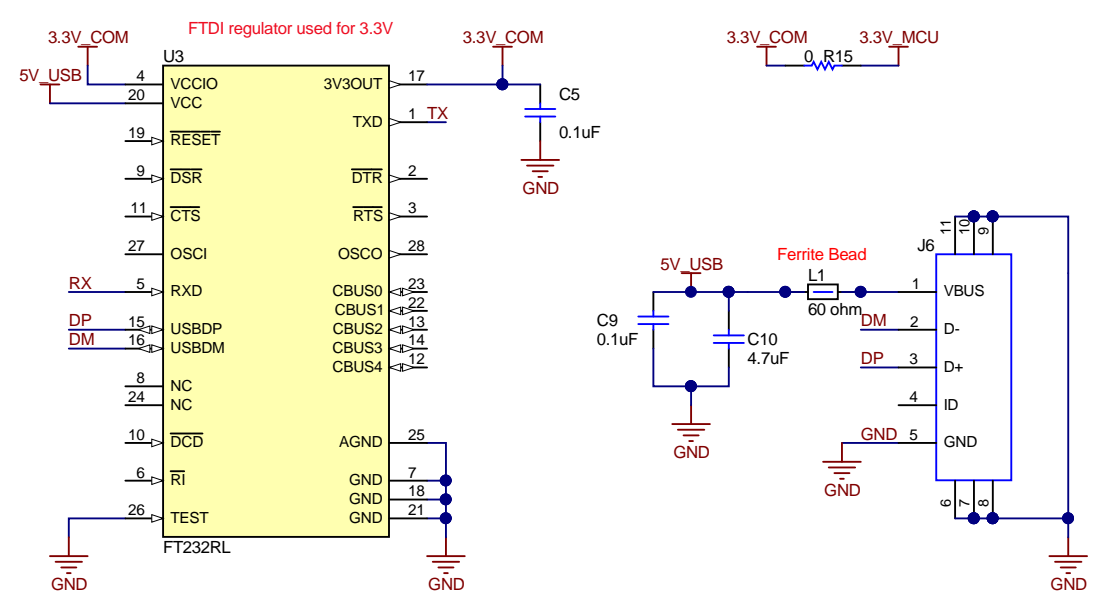 FTDI regulator used for 3.3V
3.3V_COM
3.3V_COM
3.3V_COM
3.3V_MCU
U3
0
R15
5V_USB
4
VCCIO
3V3OUT
17
20
VCC
C5
0.1uF
GND
TXD
1
TX
19
RESET
9
DSR
DTR
2
11
CTS
RTS
3
27
OSCI
OSCO
28
RX
5
RXD
CBUS0
23
CBUS1
22
DP
15
USBDP
CBUS2
13
DM
16
USBDM
CBUS3
14
CBUS4
12
8
NC
24
NC
10
DCD
AGND
25
6
RI
GND
7
GND
18
26
TEST
GND
21
FT232RL
GND
GND
5V_USB
Ferrite Bead
L1
60 ohm
C9
0.1uF
C10
4.7uF
GND
J6
11
10
9
1
VBUS
DM
2
D-
DP
3
D+
4
ID
GND
5
GND
GND
6
7
8
GND